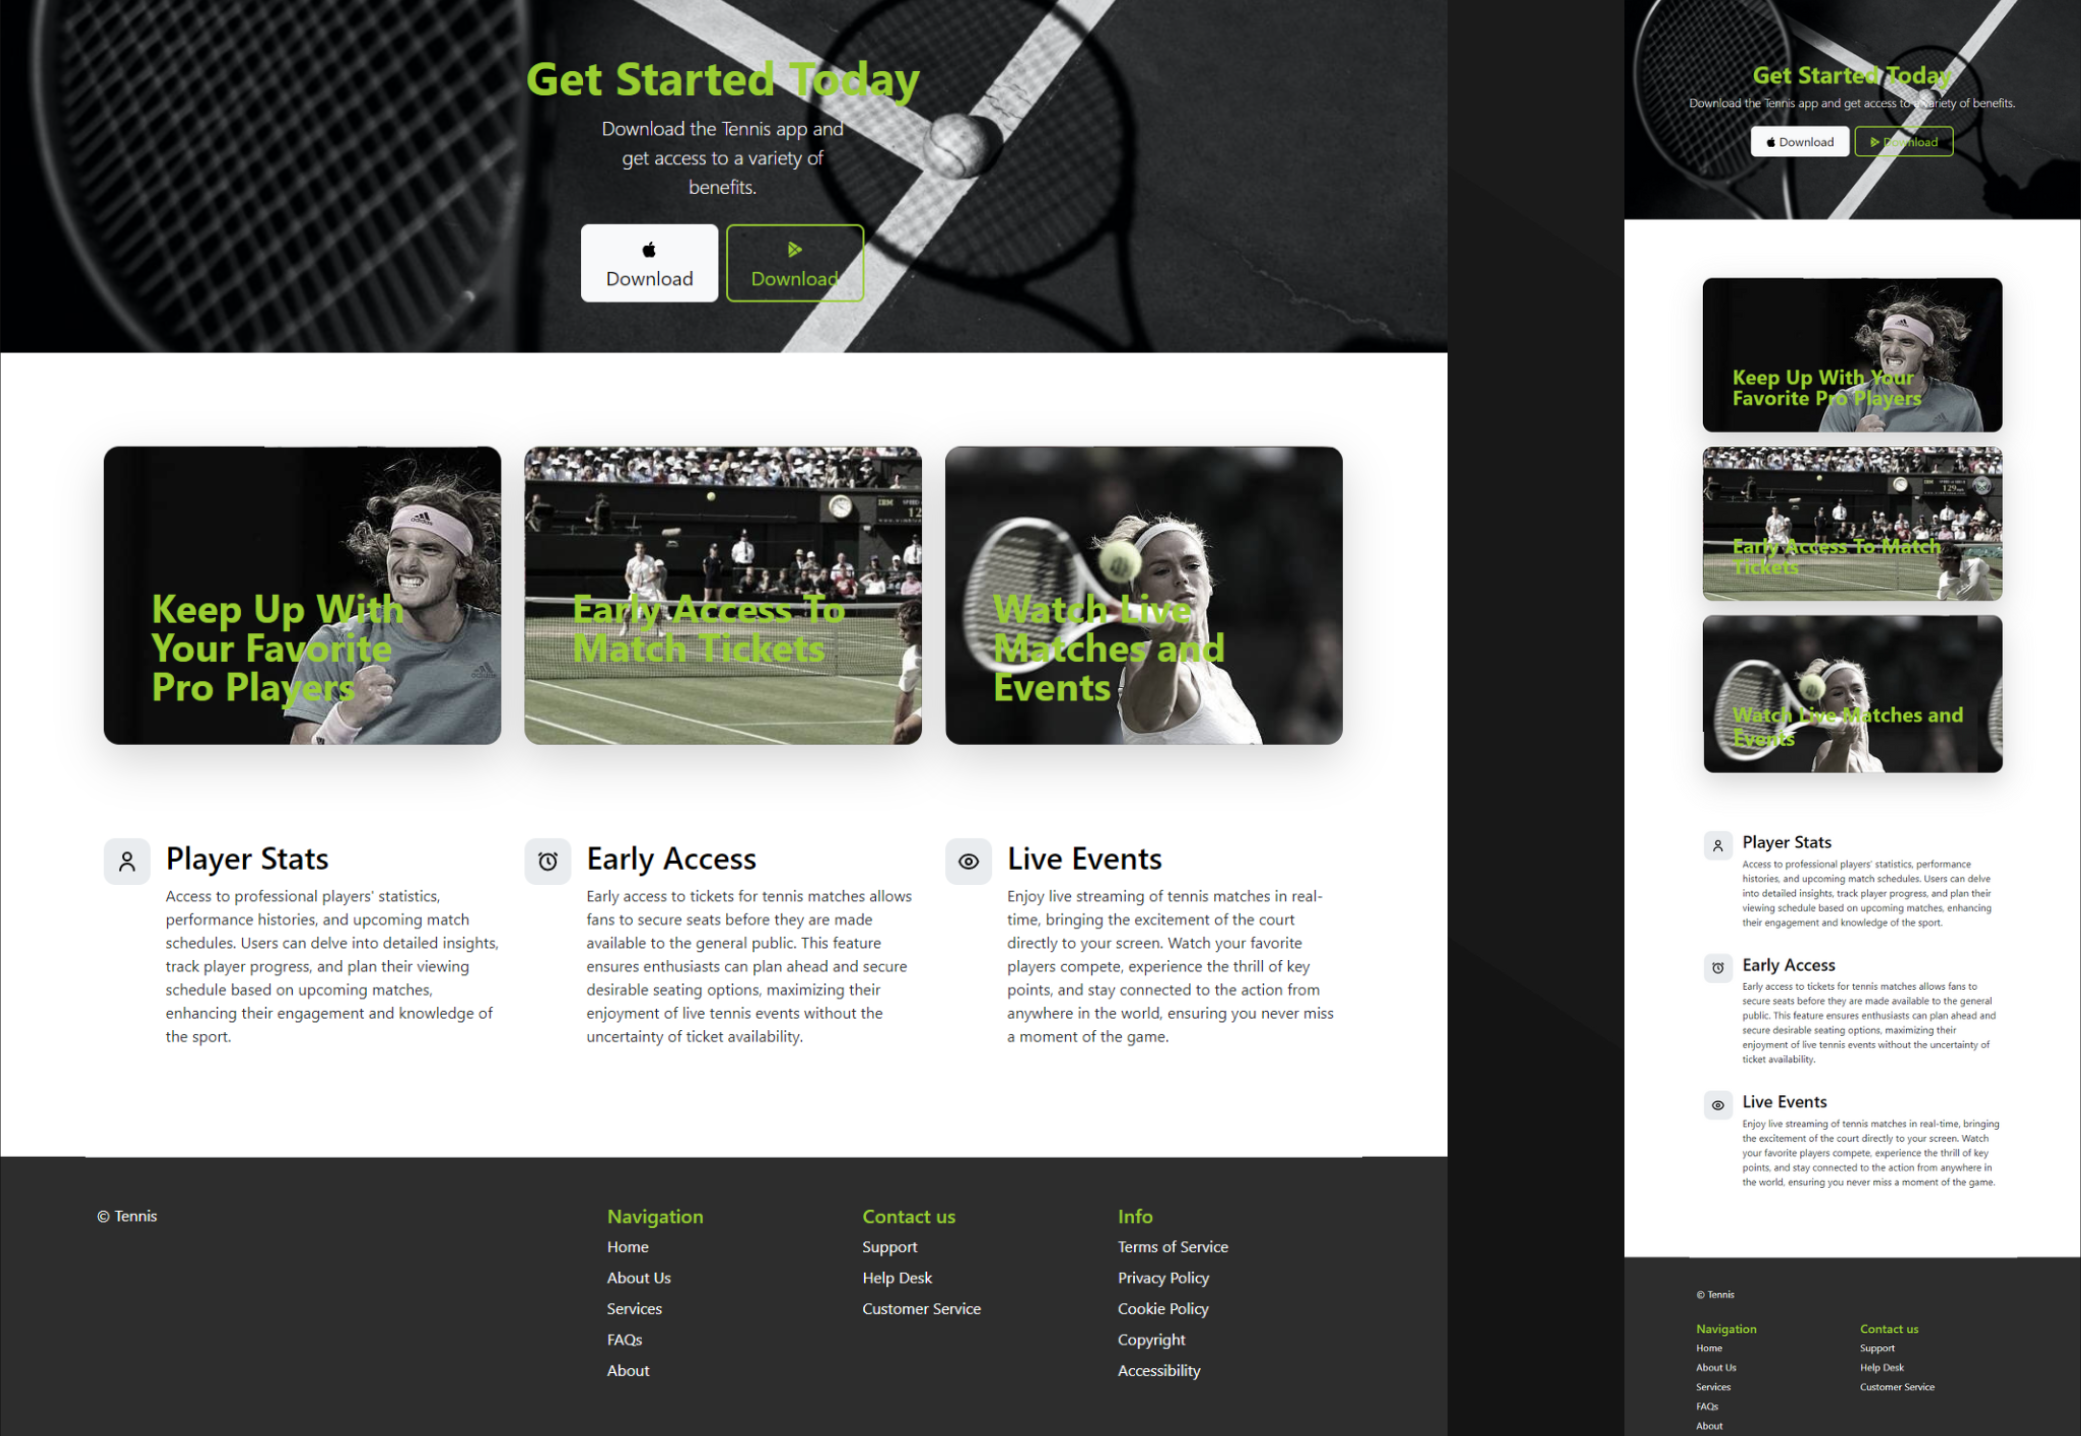 Get Started Today
Download the Tennis app and
get access to a variety of
benefits.
Download
Download
Keep Up With
Your Favorite
Pro Players
adidas
Early Access To
Match Tickets
IBM
12
Watch Live
Matches and
Events
Player Stats
Access to professional players' statistics,
performance histories, and upcoming match
schedules. Users can delve into detailed insights,
track player progress, and plan their viewing
schedule based on upcoming matches,
enhancing their engagement and knowledge of
the sport.
Early Access
Early access to tickets for tennis matches allows
fans to secure seats before they are made
available to the general public. This feature
ensures enthusiasts can plan ahead and secure
desirable seating options, maximizing their
enjoyment of live tennis events without the
uncertainty of ticket availability.
Live Events
Enjoy live streaming of tennis matches in real-
time, bringing the excitement of the court
directly to your screen. Watch your favorite
players compete, experience the thrill of key
points, and stay connected to the action from
anywhere in the world, ensuring you never miss
a moment of the game.
© Tennis
Navigation
Home
About Us
Services
FAQs
About
Contact us
Support
Help Desk
Customer Service
Info
Terms of Service
Privacy Policy
Cookie Policy
Copyright
Accessibility
Get Started Today
Download the Tennis app and get access to a variety of benefits.
Download
Download
Keep Up With Your
Favorite Pro Players
Early Access To Match
Tickets
129
Watch Live Matches and
Events
Player Stats
Access to professional players' statistics, performance
histories, and upcoming match schedules. Users can delve
into detailed insights, track player progress, and plan their
viewing schedule based on upcoming matches, enhancing
their engagement and knowledge of the sport.
Early Access
Early access to tickets for tennis matches allows fans to
secure seats before they are made available to the general
public. This feature ensures enthusiasts can plan ahead and
secure desirable seating options, maximizing their
enjoyment of live tennis events without the uncertainty of
ticket availability.
Live Events
Enjoy live streaming of tennis matches in real-time, bringing
the excitement of the court directly to your screen. Watch
your favorite players compete, experience the thrill of key
points, and stay connected to the action from anywhere in
the world, ensuring you never miss a moment of the game.
© Tennis
Navigation
Home
About Us
Services
FAQs
About
Contact us
Support
Help Desk
Customer Service